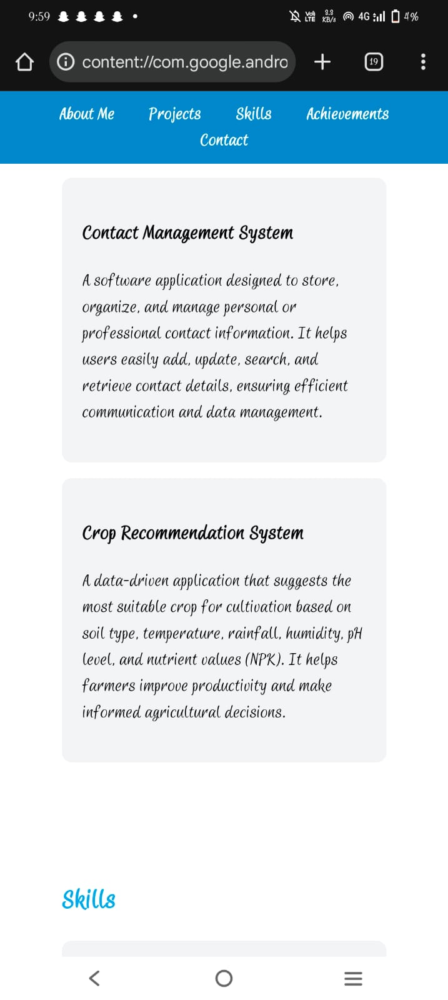 9:59 Vo)) LTE 8.8 KB/s 4G 4%
content://com.google.andro 19
About Me Projects Skills Achievements
Contact
Contact Management System
A software application designed to store,
organize, and manage personal or
professional contact information. It helps
users easily add, update, search, and
retrieve contact details, ensuring efficient
communication and data management.
Crop Recommendation System
A data-driven application that suggests the
most suitable crop for cultivation based on
soil type, temperature, rainfall, humidity, pH
level, and nutrient values (NPK). It helps
farmers improve productivity and make
informed agricultural decisions.
Skills